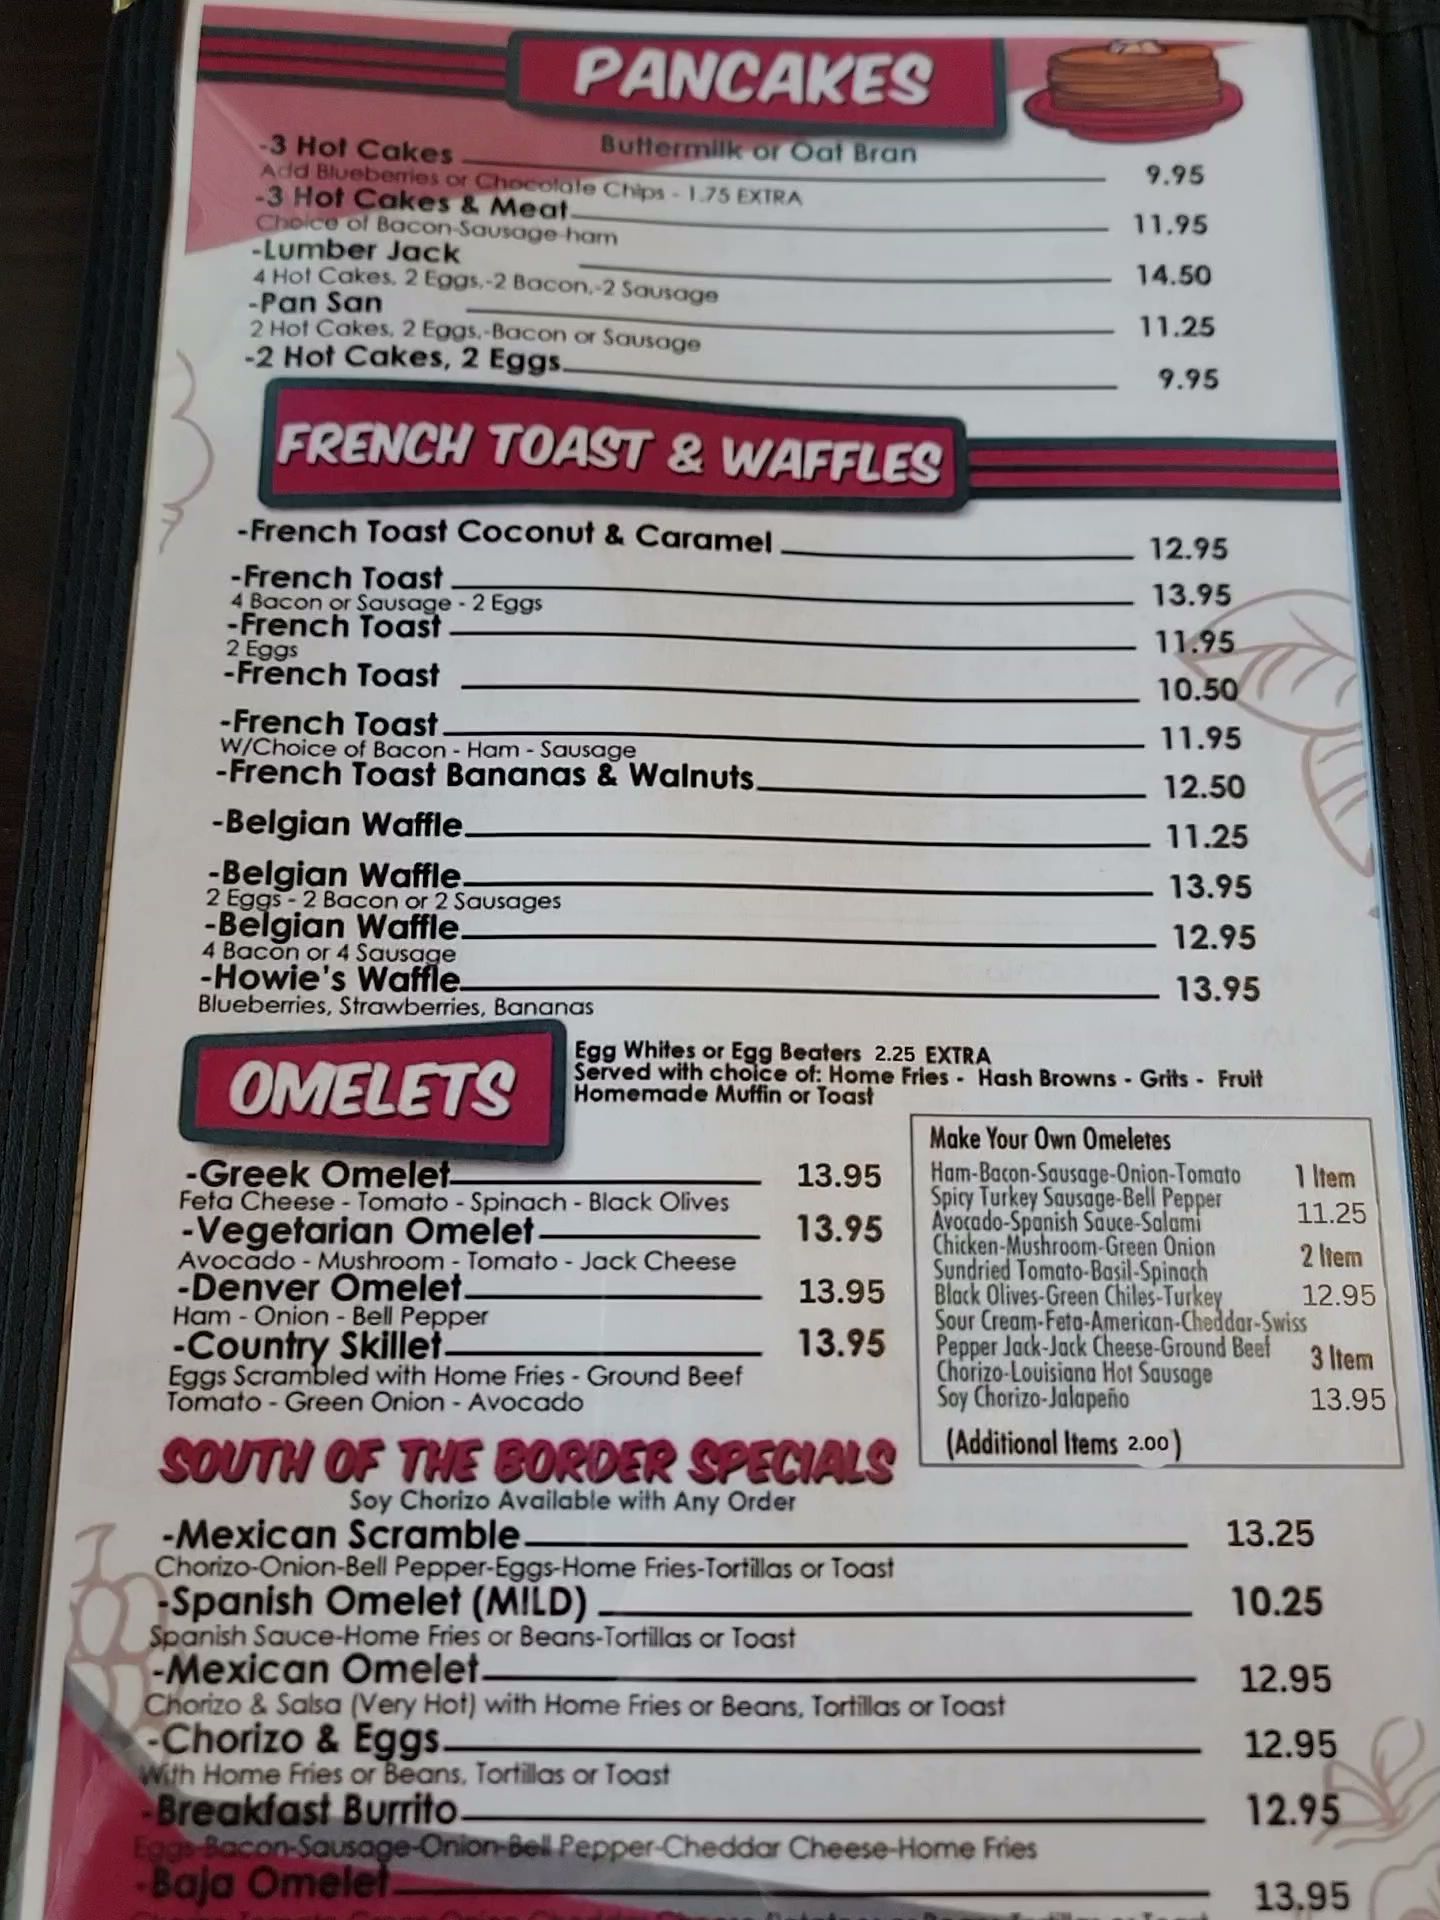 PANCAKES
-3 Hot Cakes Buttermilk or Oat Bran 9.95
Add Blueberries or Chocolate Chips - 1.75 EXTRA
-3 Hot Cakes & Meat 11.95
Choice of Bacon-Sausage-ham
-Lumber Jack 14.50
4 Hot Cakes, 2 Eggs,-2 Bacon,-2 Sausage
-Pan San 11.25
2 Hot Cakes, 2 Eggs,-Bacon or Sausage
-2 Hot Cakes, 2 Eggs 9.95
FRENCH TOAST & WAFFLES
-French Toast Coconut & Caramel 12.95
-French Toast 13.95
4 Bacon or Sausage - 2 Eggs
-French Toast 11.95
2 Eggs
-French Toast 10.50
-French Toast 11.95
W/Choice of Bacon - Ham - Sausage
-French Toast Bananas & Walnuts 12.50
-Belgian Waffle 11.25
-Belgian Waffle 13.95
2 Eggs - 2 Bacon or 2 Sausages
-Belgian Waffle 12.95
4 Bacon or 4 Sausage
-Howie's Waffle 13.95
Blueberries, Strawberries, Bananas
OMELETS
Egg Whites or Egg Beaters 2.25 EXTRA
Served with choice of: Home Fries - Hash Browns - Grits - Fruit
Homemade Muffin or Toast
-Greek Omelet 13.95
Feta Cheese - Tomato - Spinach - Black Olives
-Vegetarian Omelet 13.95
Avocado - Mushroom - Tomato - Jack Cheese
-Denver Omelet 13.95
Ham - Onion - Bell Pepper
-Country Skillet 13.95
Eggs Scrambled with Home Fries - Ground Beef
Tomato - Green Onion - Avocado
Make Your Own Omeletes
Ham-Bacon-Sausage-Onion-Tomato 1 Item
Spicy Turkey Sausage-Bell Pepper
Avocado-Spanish Sauce-Salami 11.25
Chicken-Mushroom-Green Onion 2 Item
Sundried Tomato-Basil-Spinach
Black Olives-Green Chiles-Turkey 12.95
Sour Cream-Feta-American-Cheddar-Swiss
Pepper Jack-Jack Cheese-Ground Beef 3 Item
Chorizo-Louisiana Hot Sausage
Soy Chorizo-Jalapeño 13.95
(Additional Items 2.00)
SOUTH OF THE BORDER SPECIALS
Soy Chorizo Available with Any Order
-Mexican Scramble 13.25
Chorizo-Onion-Bell Pepper-Eggs-Home Fries-Tortillas or Toast
-Spanish Omelet (MILD) 10.25
Spanish Sauce-Home Fries or Beans-Tortillas or Toast
-Mexican Omelet 12.95
Chorizo & Salsa (Very Hot) with Home Fries or Beans, Tortillas or Toast
-Chorizo & Eggs 12.95
With Home Fries or Beans, Tortillas or Toast
-Breakfast Burrito 12.95
Eggs-Bacon-Sausage-Onion-Bell Pepper-Cheddar Cheese-Home Fries
-Baja Omelet 13.95